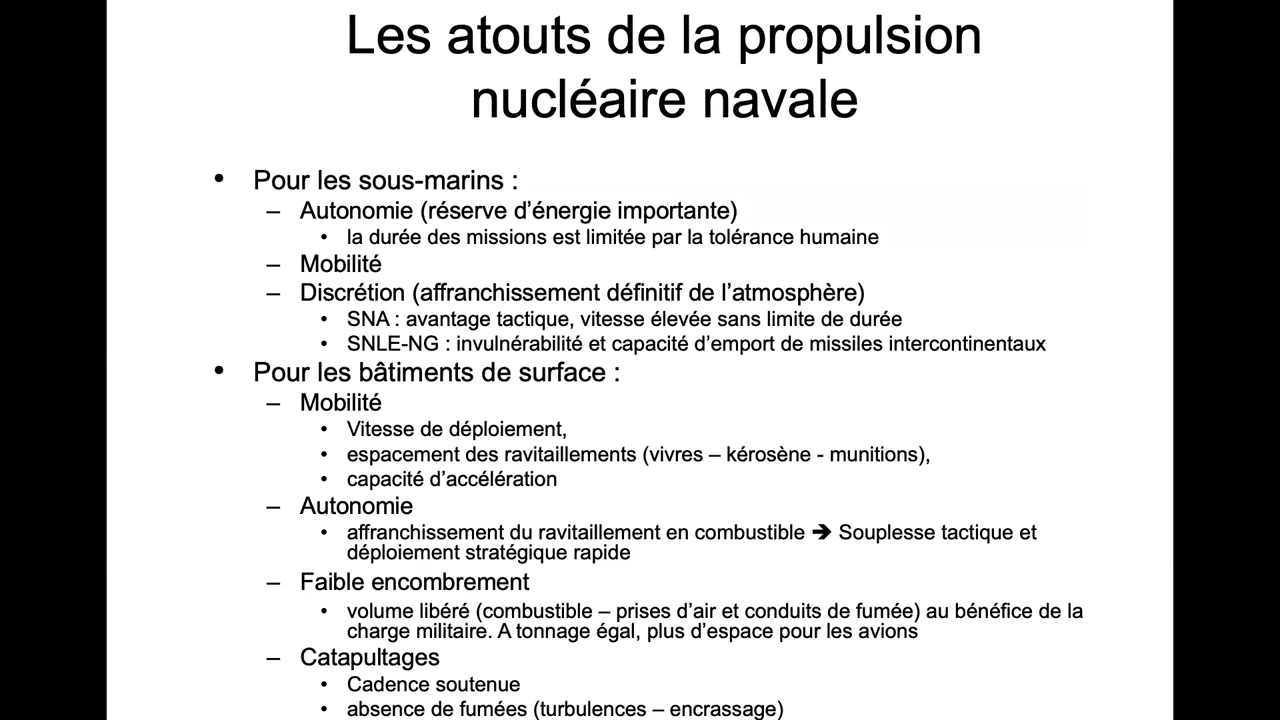 Les atouts de la propulsion
nucléaire navale
• Pour les sous-marins :
– Autonomie (réserve d’énergie importante)
• la durée des missions est limitée par la tolérance humaine
– Mobilité
– Discrétion (affranchissement définitif de l’atmosphère)
• SNA : avantage tactique, vitesse élevée sans limite de durée
• SNLE-NG : invulnérabilité et capacité d’emport de missiles intercontinentaux
• Pour les bâtiments de surface :
– Mobilité
• Vitesse de déploiement,
• espacement des ravitaillements (vivres – kérosène - munitions),
• capacité d’accélération
– Autonomie
• affranchissement du ravitaillement en combustible ➔ Souplesse tactique et
déploiement stratégique rapide
– Faible encombrement
• volume libéré (combustible – prises d’air et conduits de fumée) au bénéfice de la
charge militaire. A tonnage égal, plus d’espace pour les avions
– Catapultages
• Cadence soutenue
• absence de fumées (turbulences – encrassage)